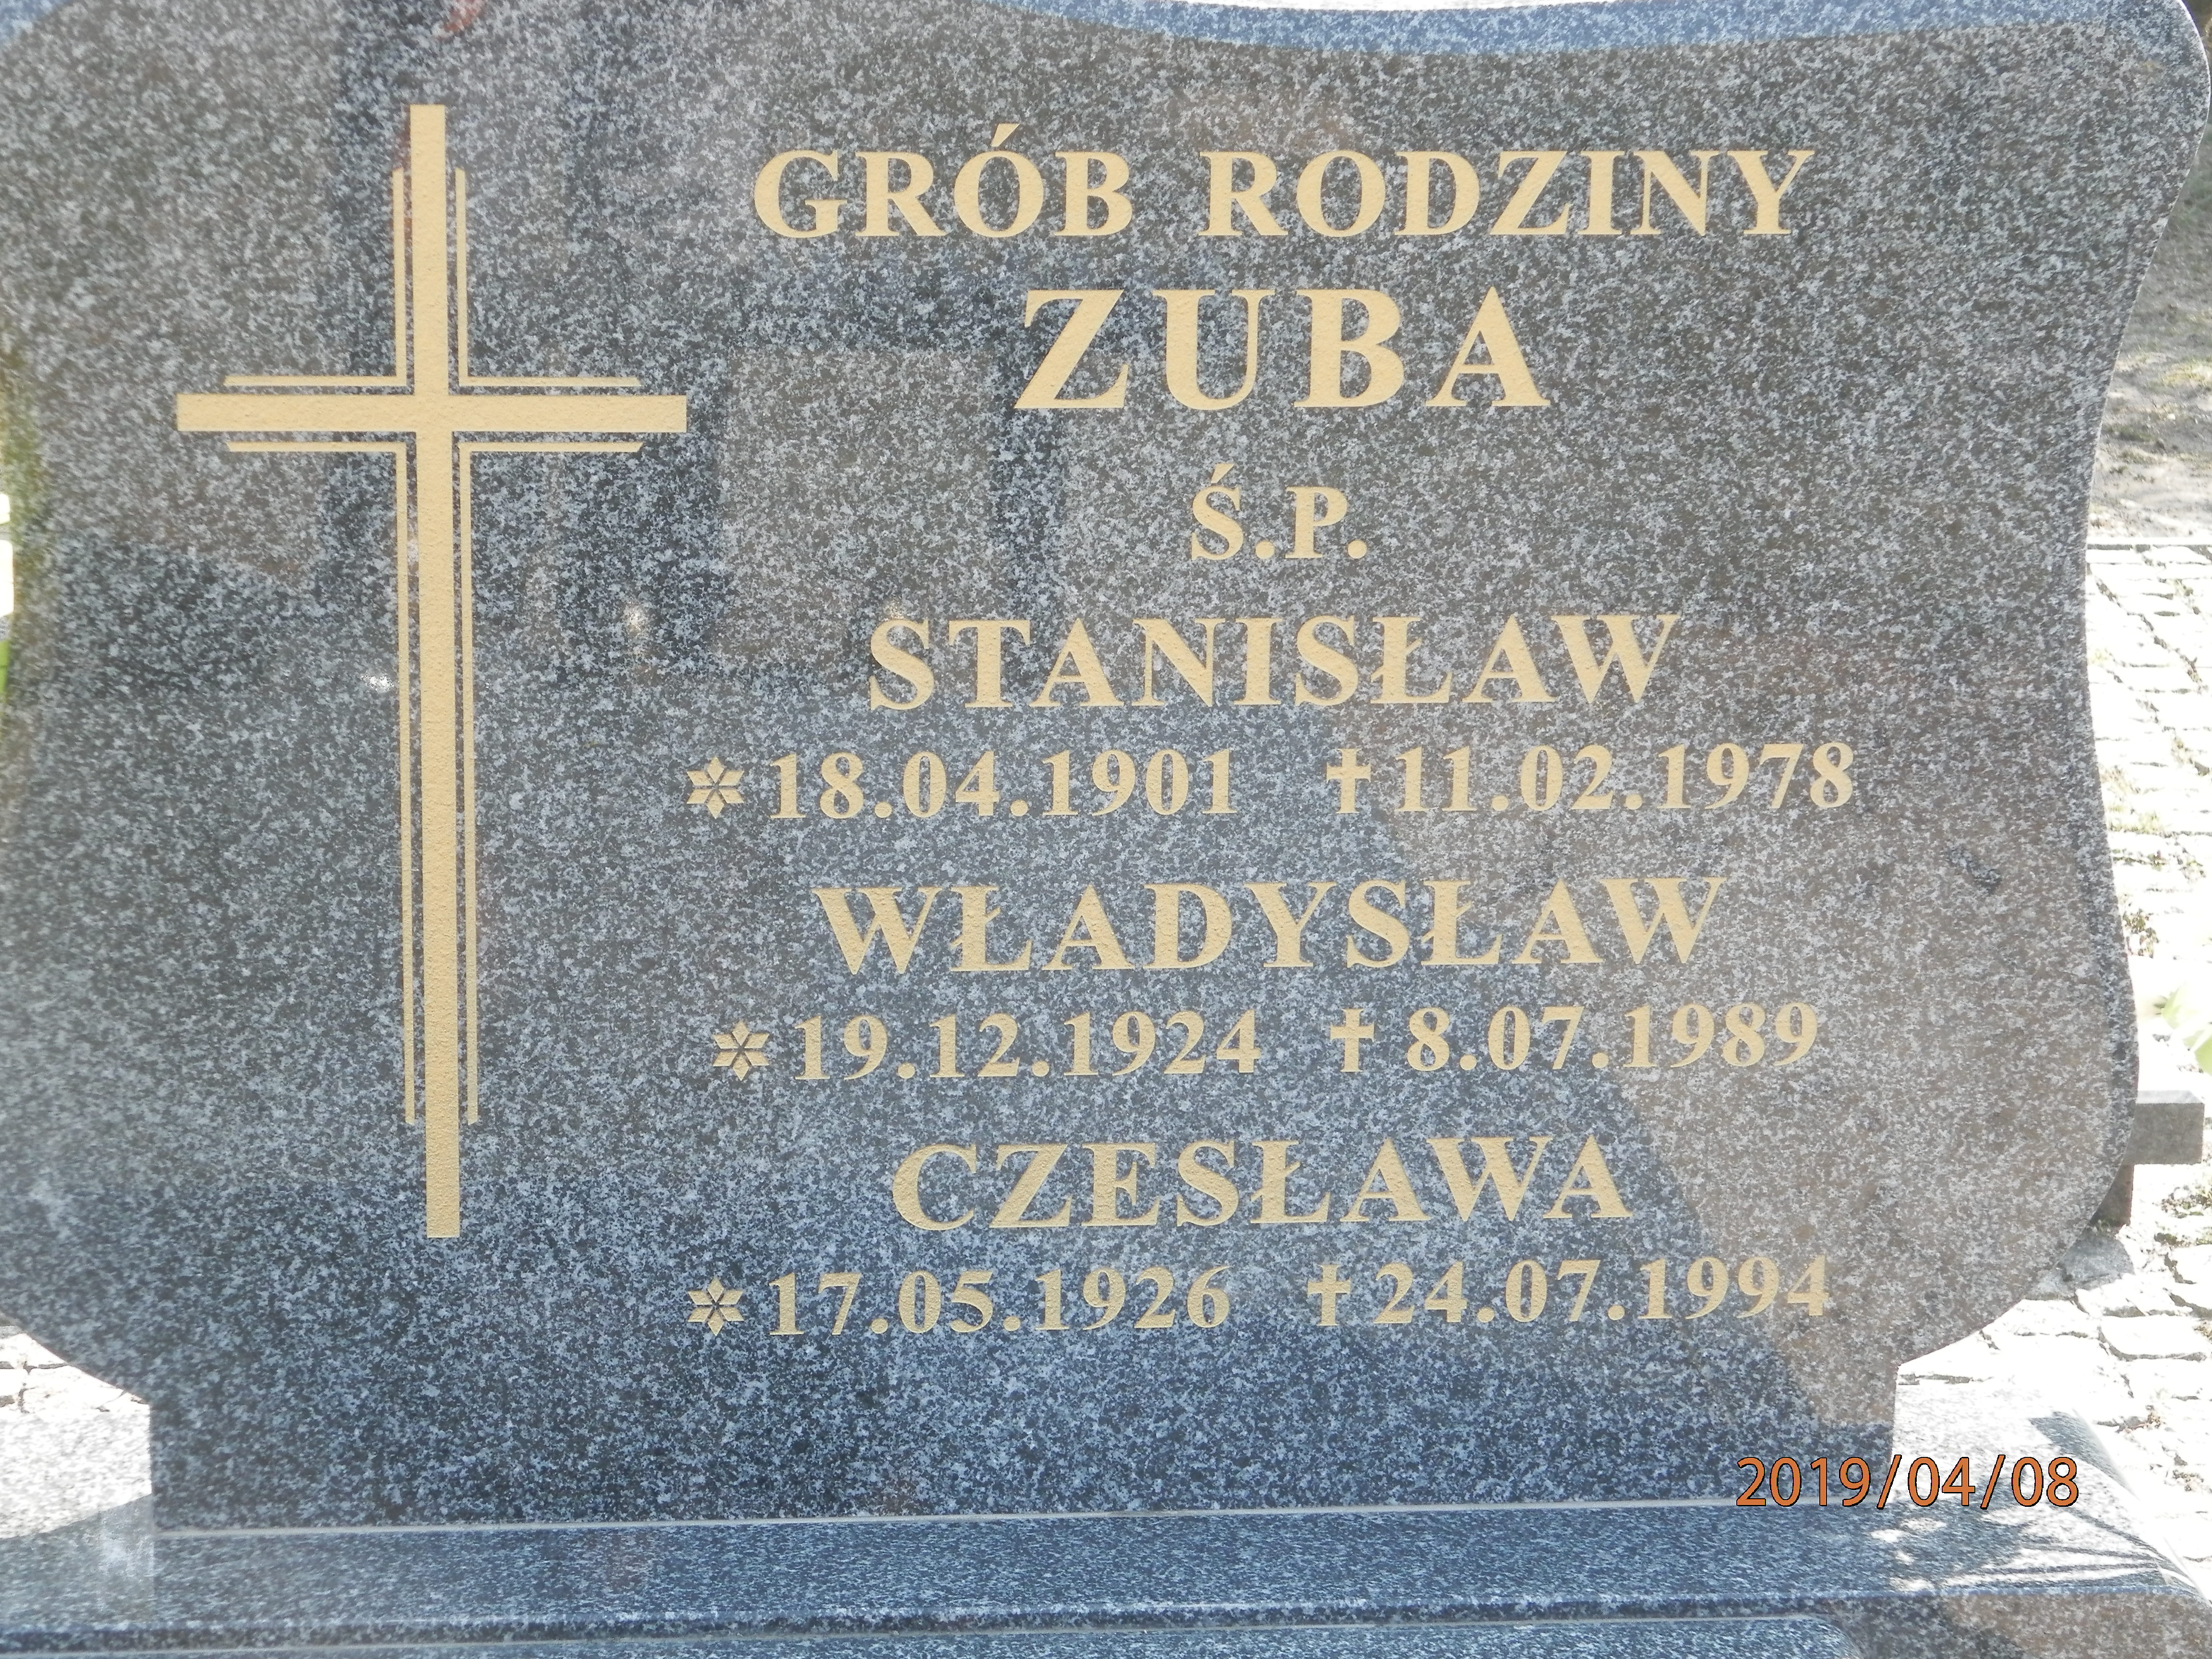 GRÓB RODZINY
ZUBA
Ś.P.
STANISŁAW
✲18.04.1901 ✝11.02.1978
WŁADYSŁAW
✲19.12.1924 ✝8.07.1989
CZESŁAWA
✲17.05.1926 ✝24.07.1994
2019/04/08